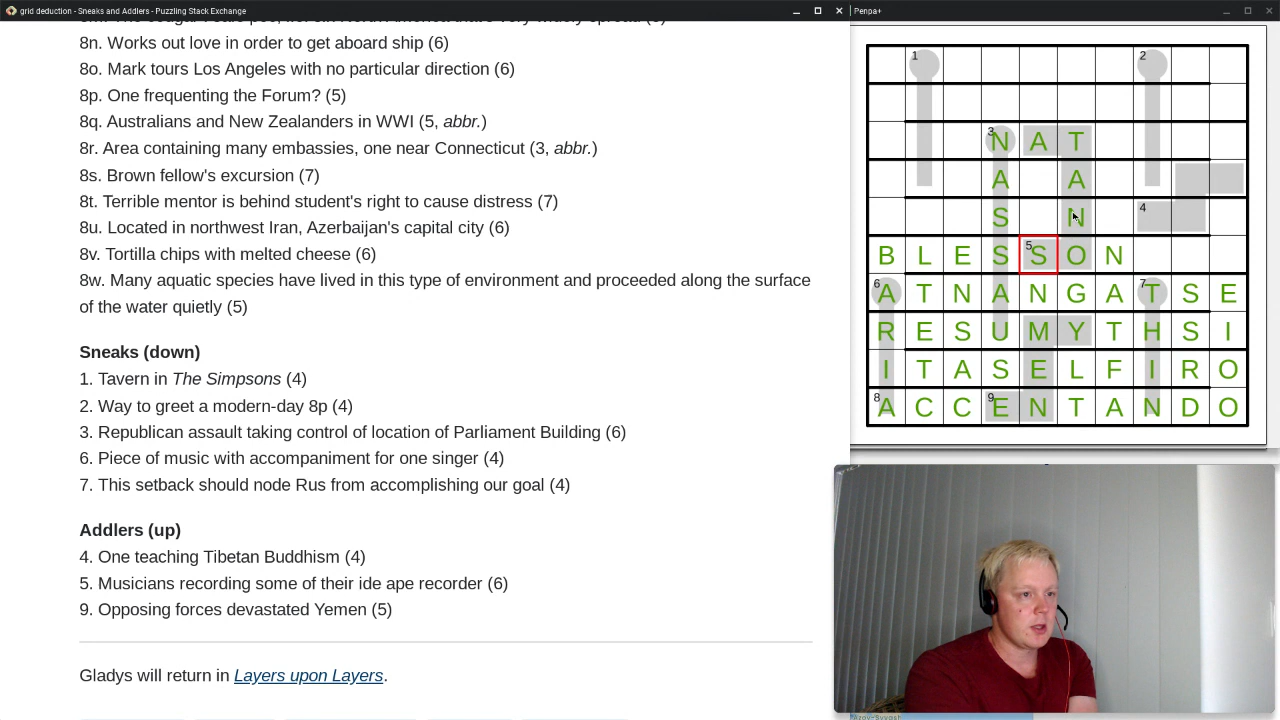 grid deduction - Sneaks and Adlers - Puzzling Stack Exchange
8n. Works out love in order to get aboard ship (6)
8o. Mark tours Los Angeles with no particular direction (6)
8p. One frequenting the Forum? (5)
8q. Australians and New Zealanders in WWI (5, abbr.)
8r. Area containing many embassies, one near Connecticut (3, abbr.)
8s. Brown fellow's excursion (7)
8t. Terrible mentor is behind student's right to cause distress (7)
8u. Located in northwest Iran, Azerbaijan's capital city (6)
8v. Tortilla chips with melted cheese (6)
8w. Many aquatic species have lived in this type of environment and proceeded along the surface
of the water quietly (5)
Sneaks (down)
1. Tavern in The Simpsons (4)
2. Way to greet a modern-day 8p (4)
3. Republican assault taking control of location of Parliament Building (6)
6. Piece of music with accompaniment for one singer (4)
7. This setback should node Rus from accomplishing our goal (4)
Addlers (up)
4. One teaching Tibetan Buddhism (4)
5. Musicians recording some of their ide ape recorder (6)
9. Opposing forces devastated Yemen (5)
Gladys will return in Layers upon Layers.
Penpa+
1 2
3 N A T
A A
S N 4
B L E S 5 S O N
6 A T N A N G A 7 T S E
R E S U M Y T H S I
I T A S E L F I R O
8 A C C 9 E N T A N D O